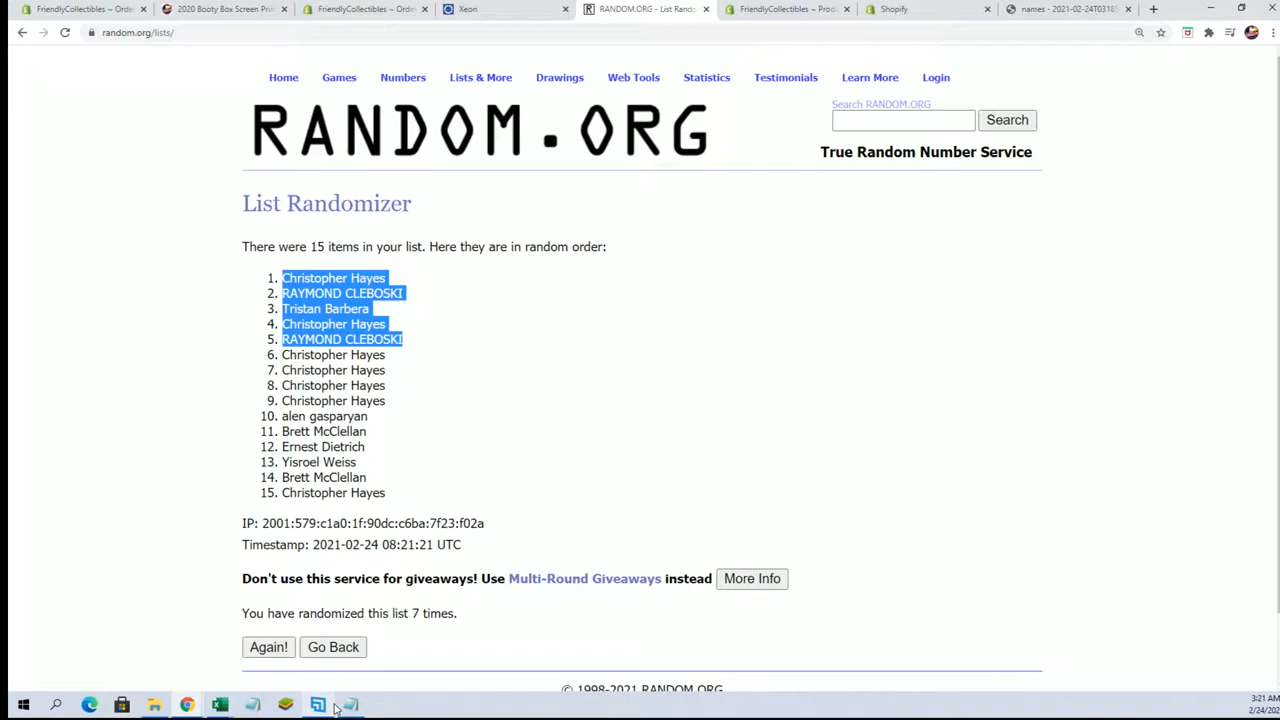 FriendlyCollectibles ~ Orde
2020 Booty Box Screen Prin
FriendlyCollectibles ~ Orde
Xeon
RANDOM.ORG - List Rando
FriendlyCollectibles ~ Prod
Shopify
names - 2021-02-24T0318
random.org/lists/
Home Games Numbers Lists & More Drawings Web Tools Statistics Testimonials Learn More Login
RANDOM.ORG
Search RANDOM.ORG
Search
True Random Number Service
List Randomizer
There were 15 items in your list. Here they are in random order:
1. Christopher Hayes
2. RAYMOND CLEBOSKI
3. Tristan Barbera
4. Christopher Hayes
5. RAYMOND CLEBOSKI
6. Christopher Hayes
7. Christopher Hayes
8. Christopher Hayes
9. Christopher Hayes
10. alen gasparyan
11. Brett McClellan
12. Ernest Dietrich
13. Yisroel Weiss
14. Brett McClellan
15. Christopher Hayes
IP: 2001:579:c1a0:1f:90dc:c6ba:7f23:f02a
Timestamp: 2021-02-24 08:21:21 UTC
Don't use this service for giveaways! Use Multi-Round Giveaways instead More Info
You have randomized this list 7 times.
Again! Go Back
© 1998-2021 RANDOM.ORG
3:21 AM
2/24/202